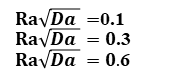 Ra√Da =0.1
Ra√Da = 0.3
Ra√Da = 0.6